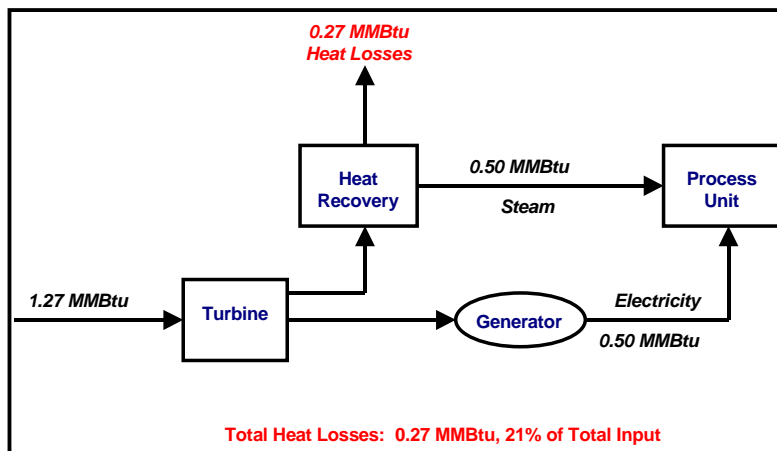 0.27 MMBtu
Heat Losses
Heat
Recovery
0.50 MMBtu
Steam
Process
Unit
1.27 MMBtu
Turbine
Generator
Electricity
0.50 MMBtu
Total Heat Losses:  0.27 MMBtu, 21% of Total Input